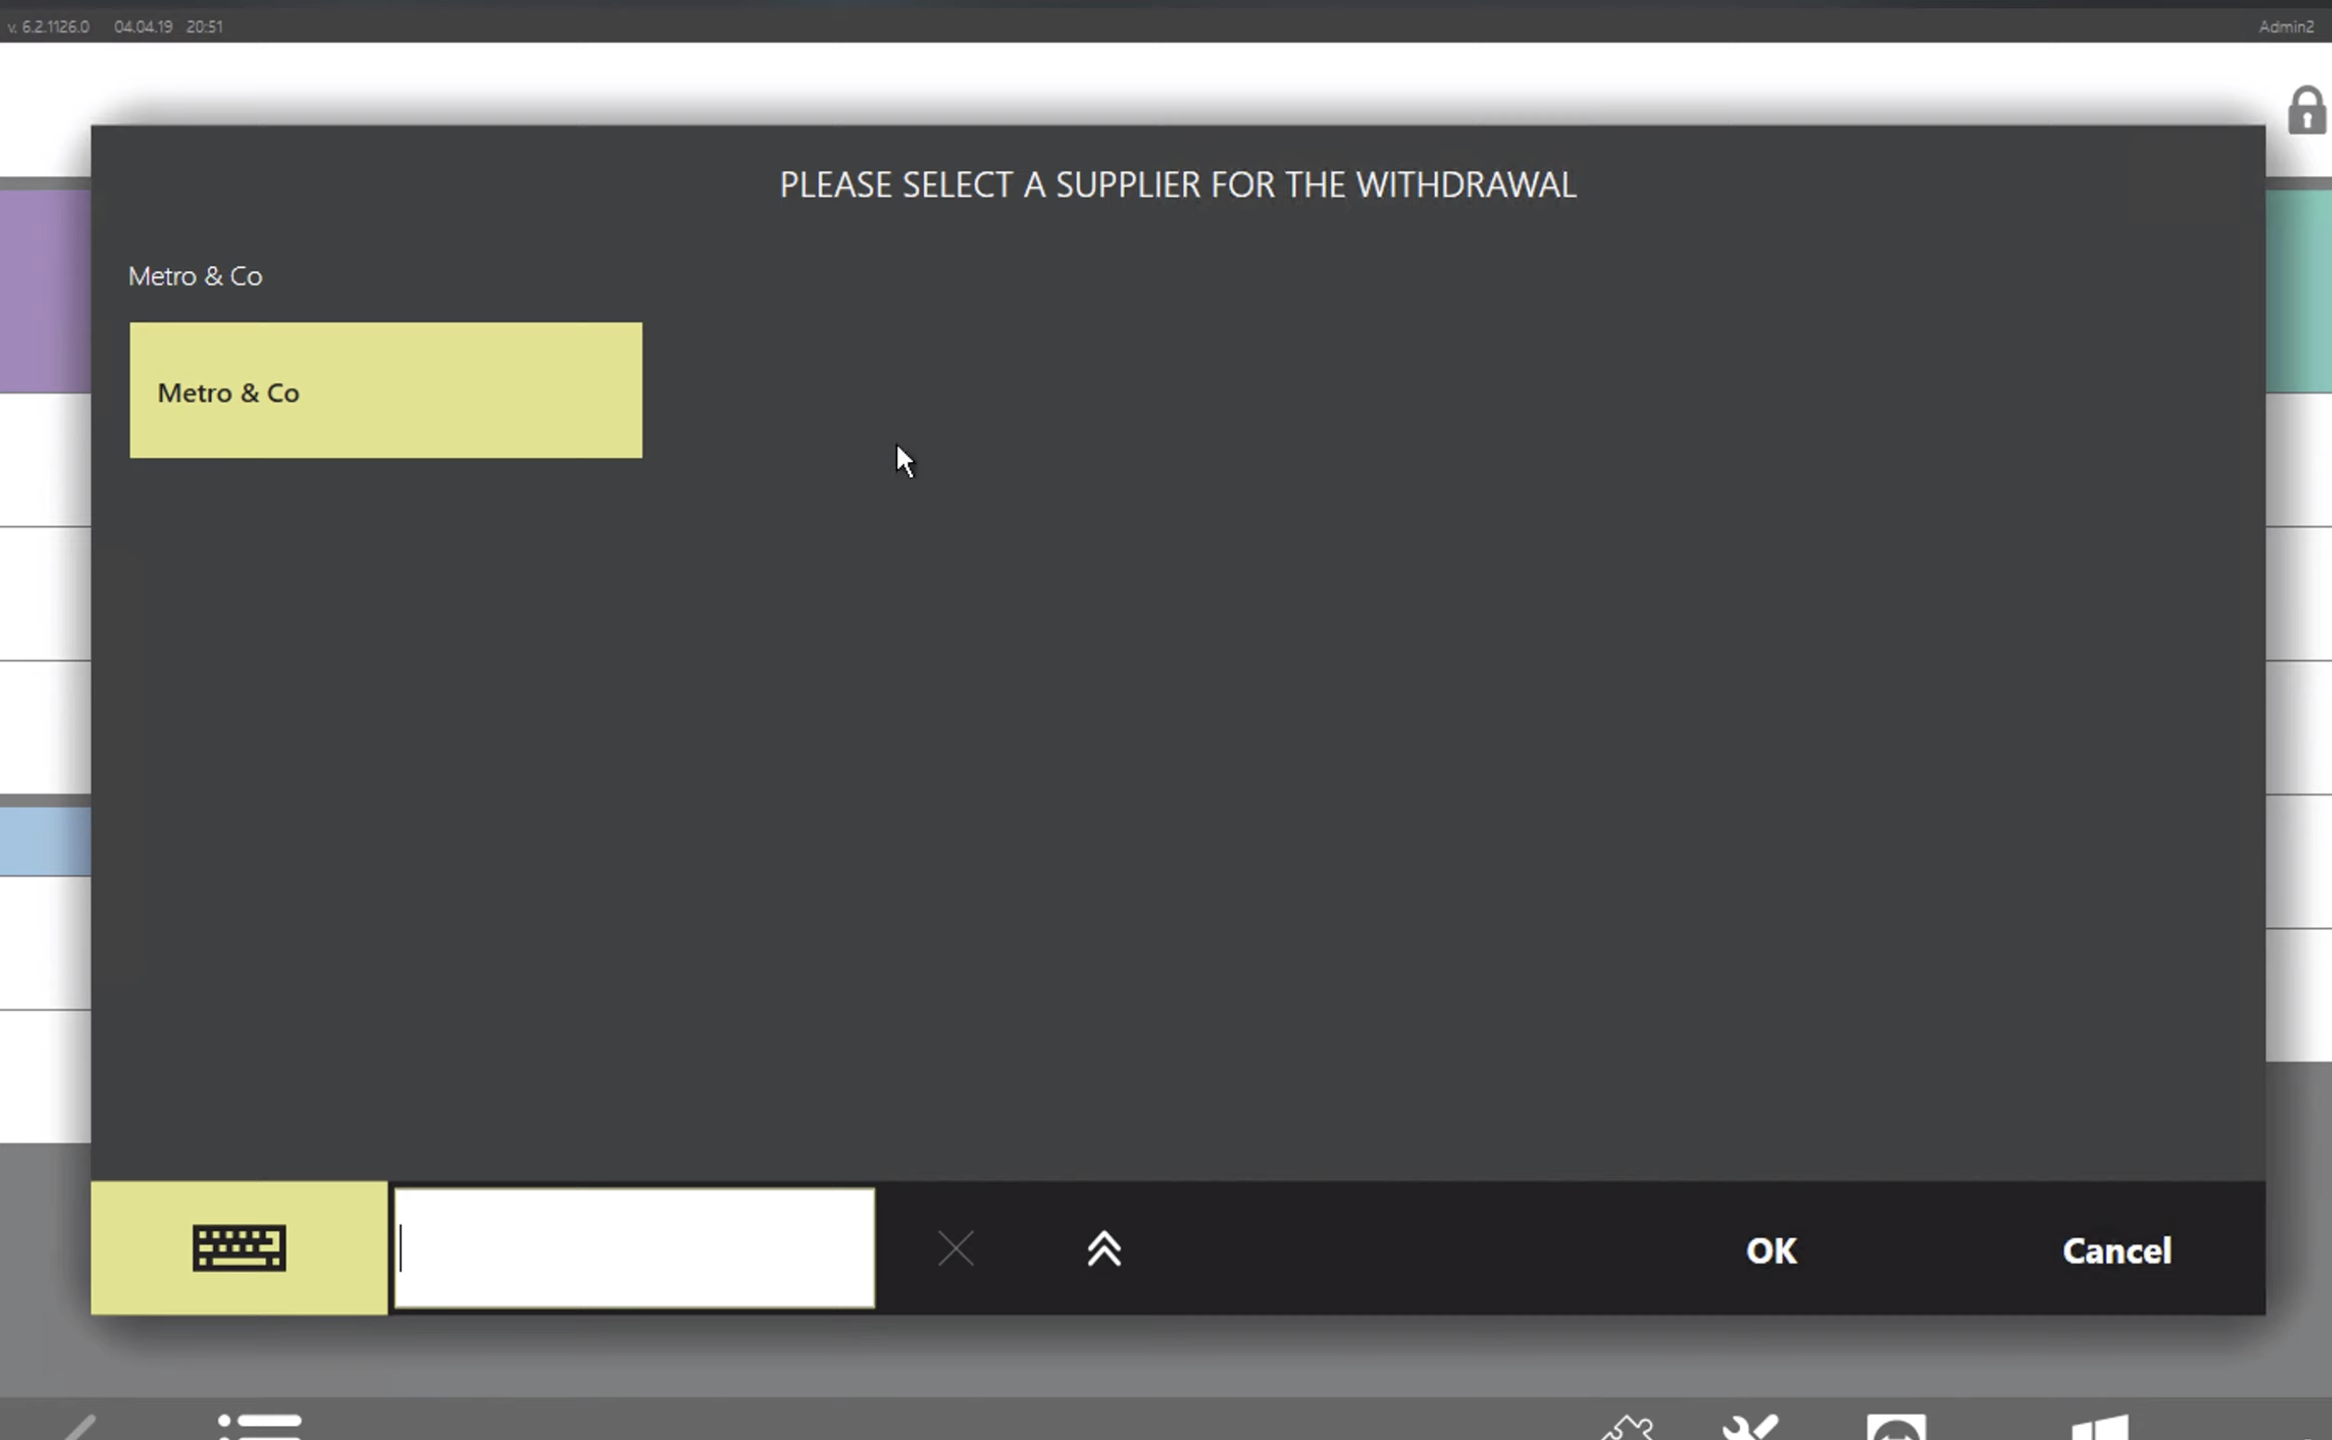 v. 6.2.1126.0 04.04.19 20:51 Admin2
PLEASE SELECT A SUPPLIER FOR THE WITHDRAWAL
Metro & Co
Metro & Co
OK Cancel